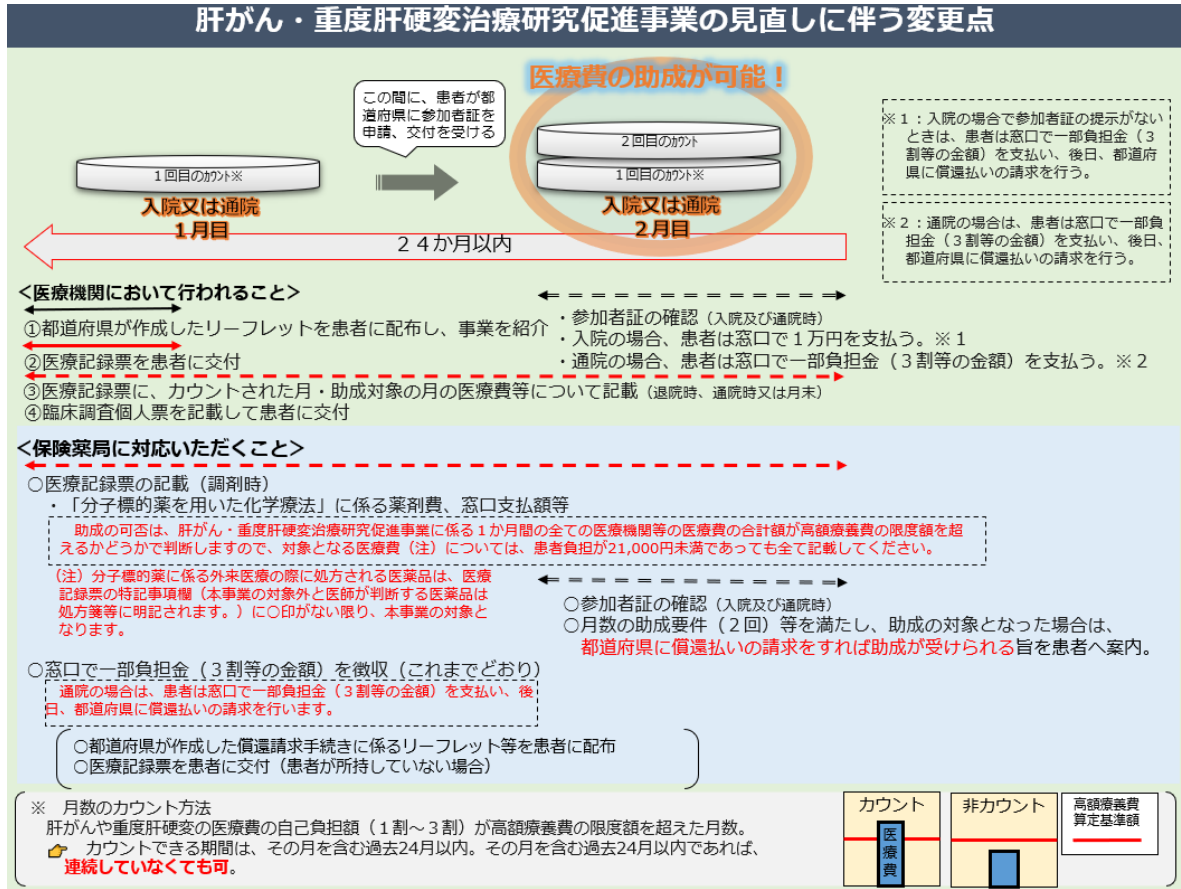 肝がん・重度肝硬変治療研究促進事業の見直しに伴う変更点
医療費の助成が可能！
この間に、患者が都
道府県に参加者証を
申請、交付を受ける
1回目のｶｳﾝﾄ※
入院又は通院
１月目
2回目のｶｳﾝﾄ
1回目のｶｳﾝﾄ※
入院又は通院
２月目
２４か月以内
※１：入院の場合で参加者証の提示がない
ときは、患者は窓口で一部負担金（３
割等の金額）を支払い、後日、都道府
県に償還払いの請求を行う。
※２：通院の場合は、患者は窓口で一部負
担金（３割等の金額）を支払い、後日、
都道府県に償還払いの請求を行う。
＜医療機関において行われること＞
①都道府県が作成したリーフレットを患者に配布し、事業を紹介
②医療記録票を患者に交付
・参加者証の確認（入院及び通院時）
・入院の場合、患者は窓口で１万円を支払う。※１
・通院の場合、患者は窓口で一部負担金（３割等の金額）を支払う。※２
③医療記録票に、カウントされた月・助成対象の月の医療費等について記載（退院時、通院時又は月末）
④臨床調査個人票を記載して患者に交付
＜保険薬局に対応いただくこと＞
○医療記録票の記載（調剤時）
・「分子標的薬を用いた化学療法」に係る薬剤費、窓口支払額等
助成の可否は、肝がん・重度肝硬変治療研究促進事業に係る１か月間の全ての医療機関等の医療費の合計額が高額療養費の限度額を超
えるかどうかで判断しますので、対象となる医療費（注）については、患者負担が21,000円未満であっても全て記載してください。
（注）分子標的薬に係る外来医療の際に処方される医薬品は、医療
記録票の特記事項欄（本事業の対象外と医師が判断する医薬品は
処方箋等に明記されます。）に○印がない限り、本事業の対象と
なります。
○参加者証の確認（入院及び通院時）
○月数の助成要件（２回）等を満たし、助成の対象となった場合は、
都道府県に償還払いの請求をすれば助成が受けられる旨を患者へ案内。
○窓口で一部負担金（３割等の金額）を徴収（これまでどおり）
通院の場合は、患者は窓口で一部負担金（３割等の金額）を支払い、後
日、都道府県に償還払いの請求を行います。
○都道府県が作成した償還請求手続きに係るリーフレット等を患者に配布
○医療記録票を患者に交付（患者が所持していない場合）
※　月数のカウント方法
肝がんや重度肝硬変の医療費の自己負担額（１割～３割）が高額療養費の限度額を超えた月数。
カウントできる期間は、その月を含む過去24月以内。その月を含む過去24月以内であれば、
連続していなくても可。
カウント
医療費
非カウント
高額療養費
算定基準額